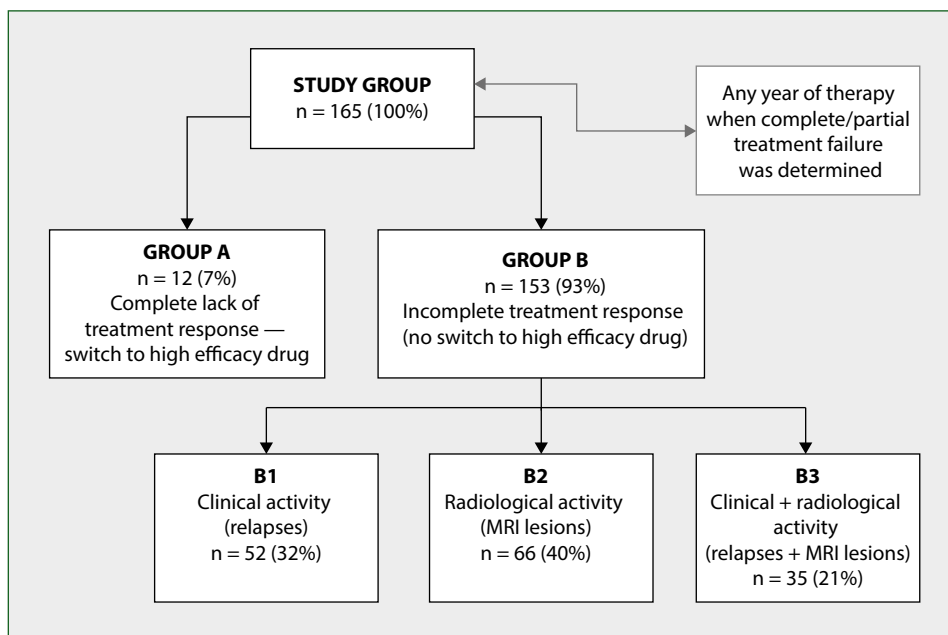 STUDY GROUP
n = 165 (100%)
Any year of therapy
when complete/partial
treatment failure
was determined
GROUP A
n = 12 (7%)
Complete lack of
treatment response —
switch to high efficacy drug
GROUP B
n = 153 (93%)
Incomplete treatment response
(no switch to high efficacy drug)
B1
Clinical activity
(relapses)
n = 52 (32%)
B2
Radiological activity
(MRI lesions)
n = 66 (40%)
B3
Clinical + radiological
activity
(relapses + MRI lesions)
n = 35 (21%)